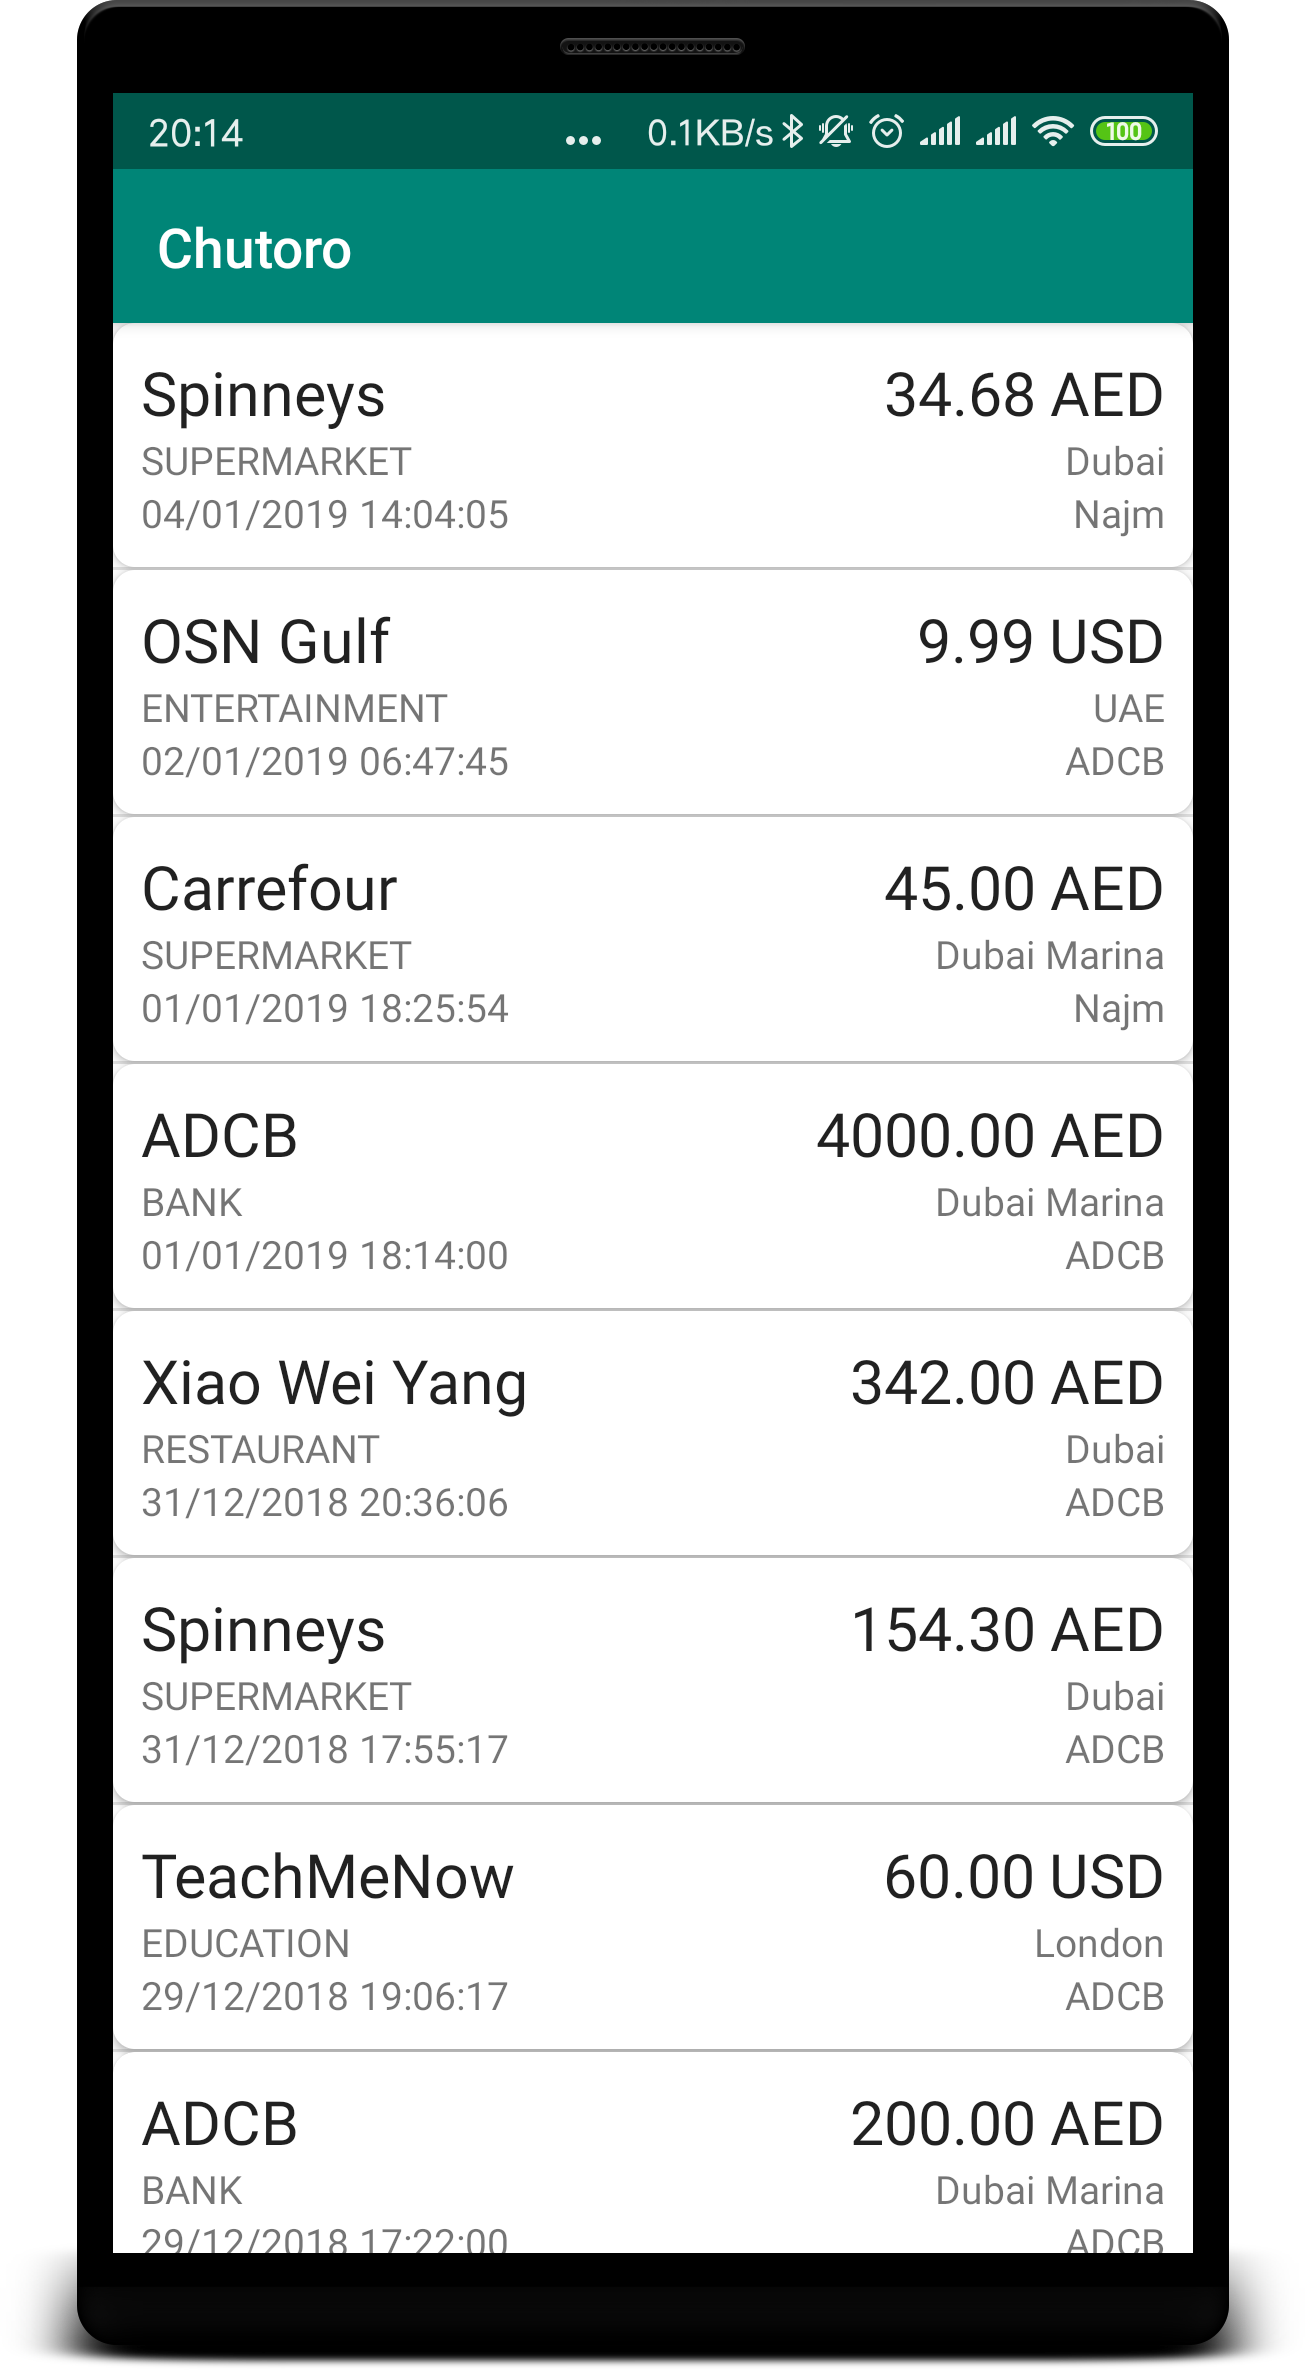 20:14 ... 0.1KB/s 100
Chutoro
Spinneys 34.68 AED
SUPERMARKET Dubai
04/01/2019 14:04:05 Najm
OSN Gulf 9.99 USD
ENTERTAINMENT UAE
02/01/2019 06:47:45 ADCB
Carrefour 45.00 AED
SUPERMARKET Dubai Marina
01/01/2019 18:25:54 Najm
ADCB 4000.00 AED
BANK Dubai Marina
01/01/2019 18:14:00 ADCB
Xiao Wei Yang 342.00 AED
RESTAURANT Dubai
31/12/2018 20:36:06 ADCB
Spinneys 154.30 AED
SUPERMARKET Dubai
31/12/2018 17:55:17 ADCB
TeachMeNow 60.00 USD
EDUCATION London
29/12/2018 19:06:17 ADCB
ADCB 200.00 AED
BANK Dubai Marina
29/12/2018 17:22:00 ADCB